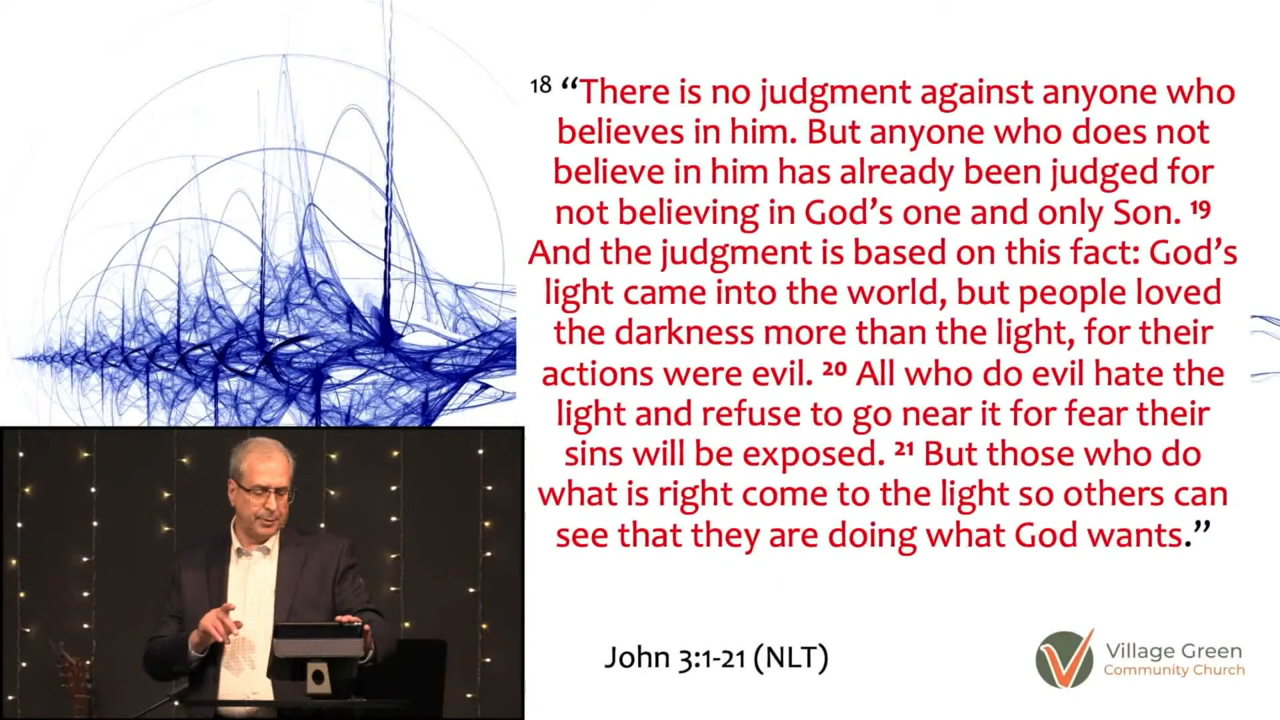 18 “There is no judgment against anyone who
believes in him. But anyone who does not
believe in him has already been judged for
not believing in God’s one and only Son. 19
And the judgment is based on this fact: God’s
light came into the world, but people loved
the darkness more than the light, for their
actions were evil. 20 All who do evil hate the
light and refuse to go near it for fear their
sins will be exposed. 21 But those who do
what is right come to the light so others can
see that they are doing what God wants.”
John 3:1-21 (NLT)
Village Green
Community Church